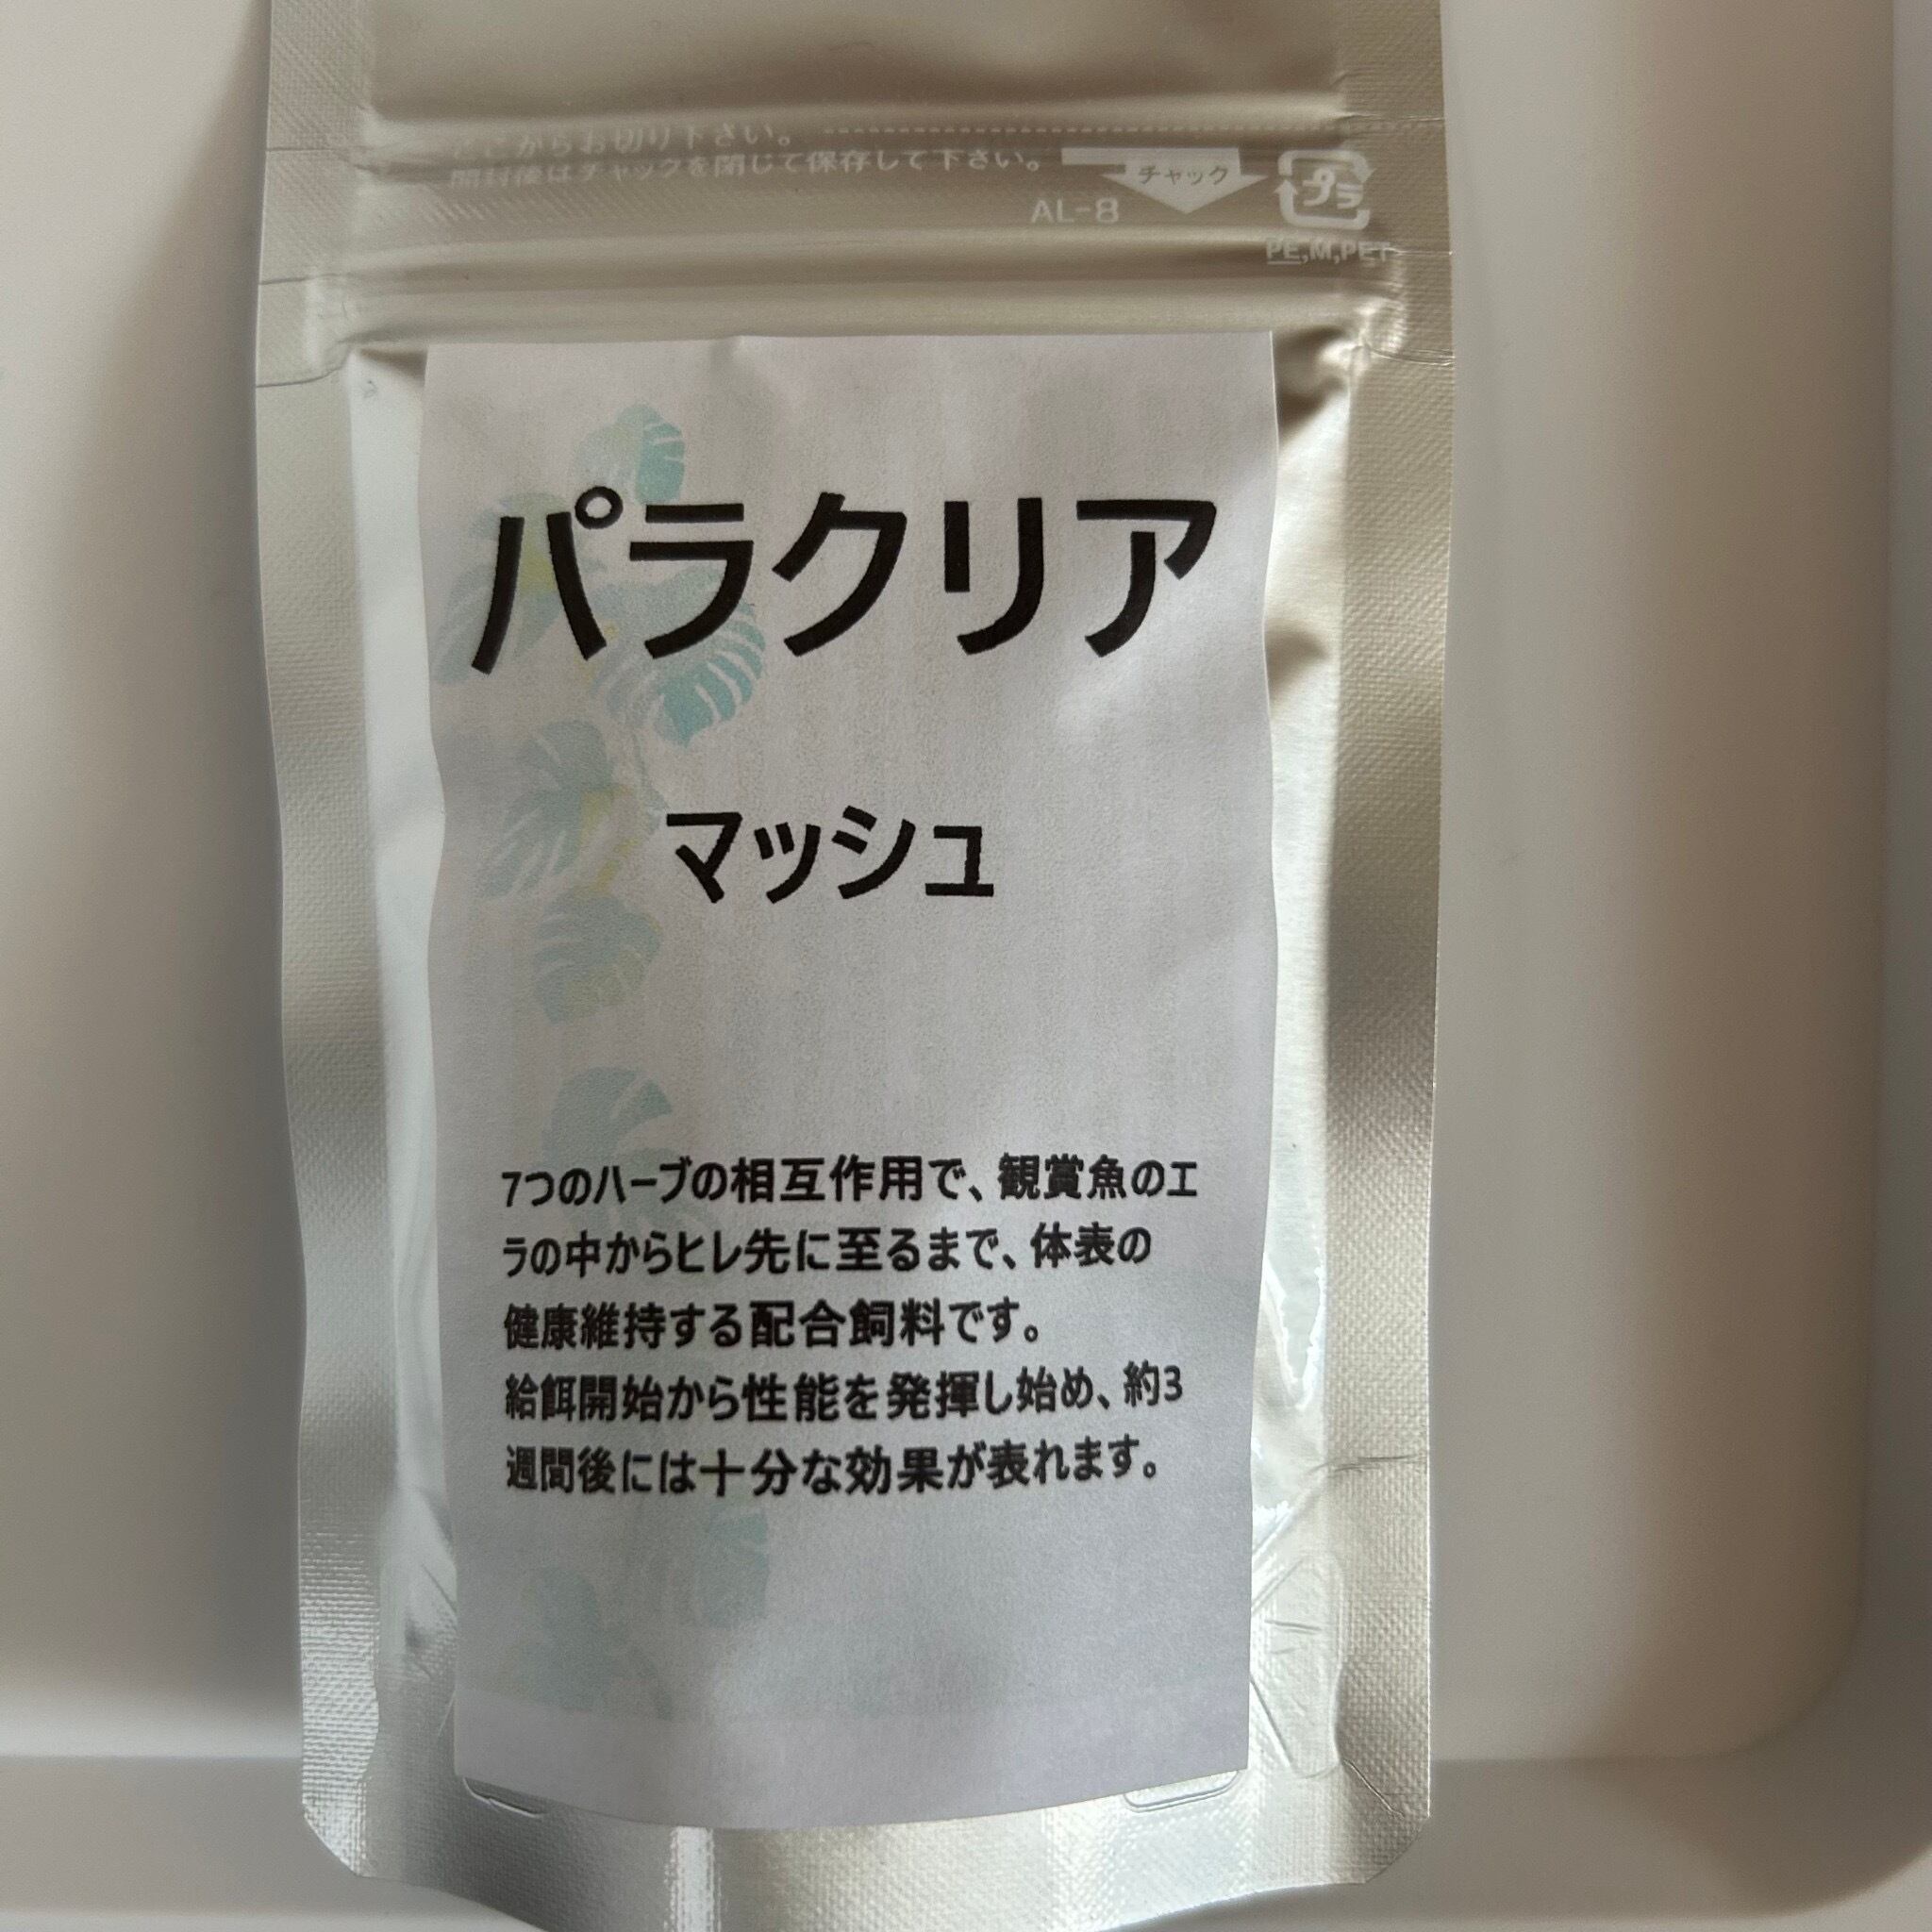 ここからお切り下さい。
開封後はチャックを閉じて保存して下さい。
チャック
プラ
AL-8
PE,M,PET
パラクリア
マッシュ
7つのハーブの相互作用で、観賞魚のエ
ラの中からヒレ先に至るまで、体表の
健康維持する配合飼料です。
給餌開始から性能を発揮し始め、約3
週間後には十分な効果が表れます。